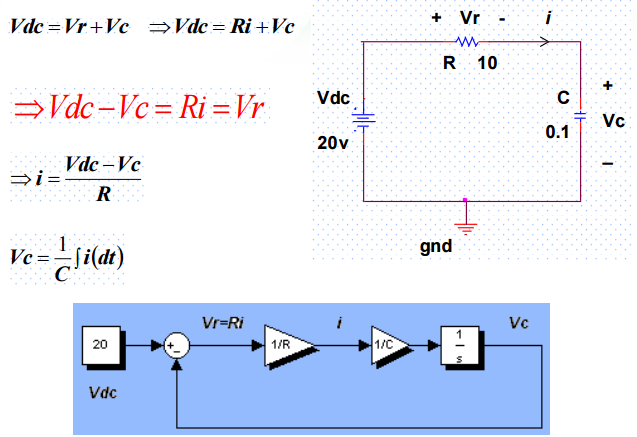 Vdc = Vr + Vc ⇒ Vdc = Ri + Vc
⇒ Vdc − Vc = Ri = Vr
⇒ i = (Vdc − Vc) / R
Vc = 1/C ∫ i(dt)
+ Vr - i
R 10
Vdc
20v
C
0.1
+
Vc
–
gnd
Vr=Ri
i
Vc
20
+
−
1/R
1/C
1/s
Vdc